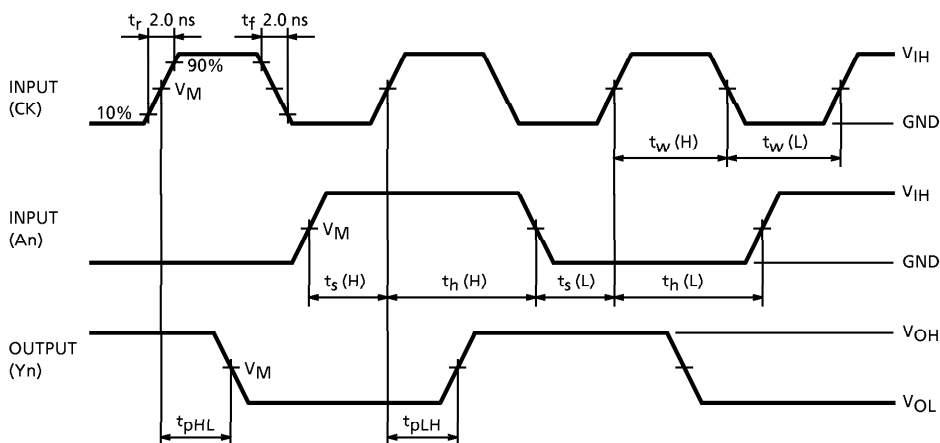 tr 2.0 ns tf 2.0 ns
INPUT (CK)
10%
90%
VM
VIH
GND
tw (H)
tw (L)
INPUT (An)
VM
VIH
GND
ts (H)
th (H)
ts (L)
th (L)
OUTPUT (Yn)
VM
VOH
VOL
tpHL
tpLH